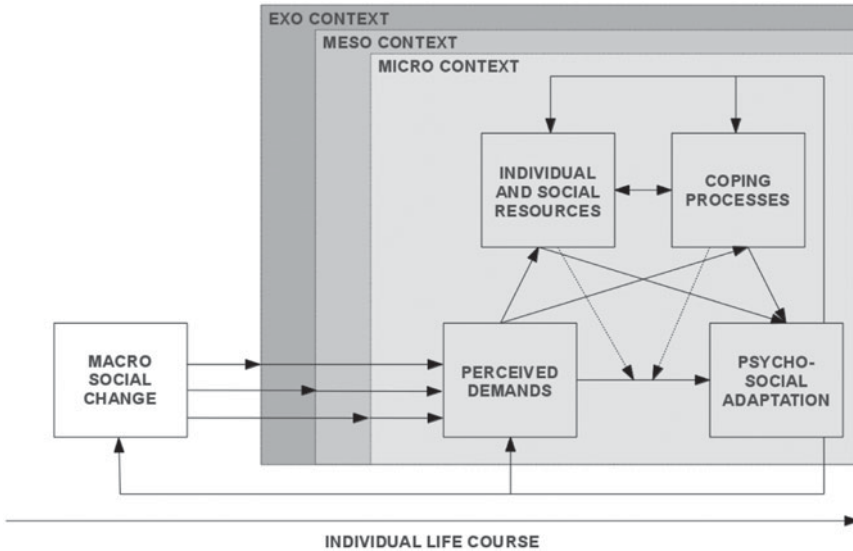 EXO CONTEXT
MESO CONTEXT
MICRO CONTEXT
INDIVIDUAL
AND SOCIAL
RESOURCES
COPING
PROCESSES
MACRO
SOCIAL
CHANGE
PERCEIVED
DEMANDS
PSYCHO-
SOCIAL
ADAPTATION
INDIVIDUAL LIFE COURSE